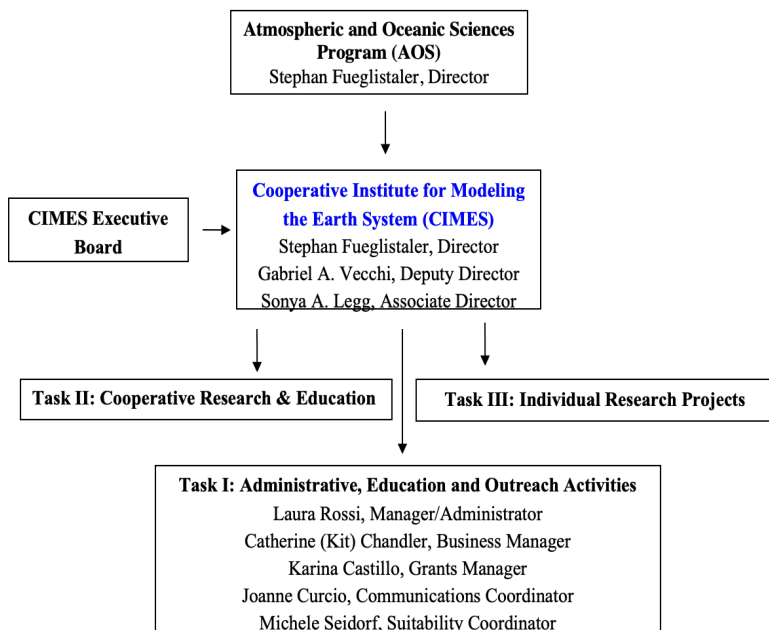 Atmospheric and Oceanic Sciences
Program (AOS)
Stephan Fueglistaler, Director
Cooperative Institute for Modeling
the Earth System (CIMES)
Stephan Fueglistaler, Director
Gabriel A. Vecchi, Deputy Director
Sonya A. Legg, Associate Director
CIMES Executive
Board
Task II: Cooperative Research & Education
Task III: Individual Research Projects
Task I: Administrative, Education and Outreach Activities
Laura Rossi, Manager/Administrator
Catherine (Kit) Chandler, Business Manager
Karina Castillo, Grants Manager
Joanne Curcio, Communications Coordinator
Michele Seidorf, Suitability Coordinator